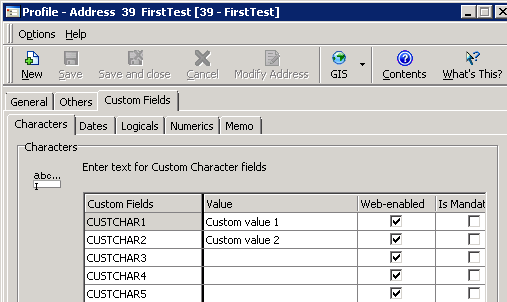 Profile - Address 39 FirstTest [39 - FirstTest]
Options Help
New Save Save and close Cancel Modify Address GIS Contents What's This?
General Others Custom Fields
Characters Dates Logicals Numerics Memo
Characters
abc... Enter text for Custom Character fields
Custom Fields Value Web-enabled Is Mandat
CUSTCHAR1 Custom value 1
CUSTCHAR2 Custom value 2
CUSTCHAR3
CUSTCHAR4
CUSTCHAR5